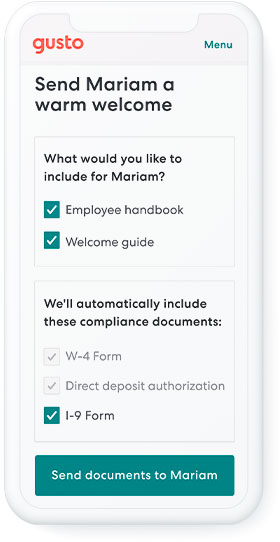 gusto
Menu
Send Mariam a
warm welcome
What would you like to
include for Mariam?
Employee handbook
Welcome guide
We'll automatically include
these compliance documents:
W-4 Form
Direct deposit authorization
I-9 Form
Send documents to Mariam